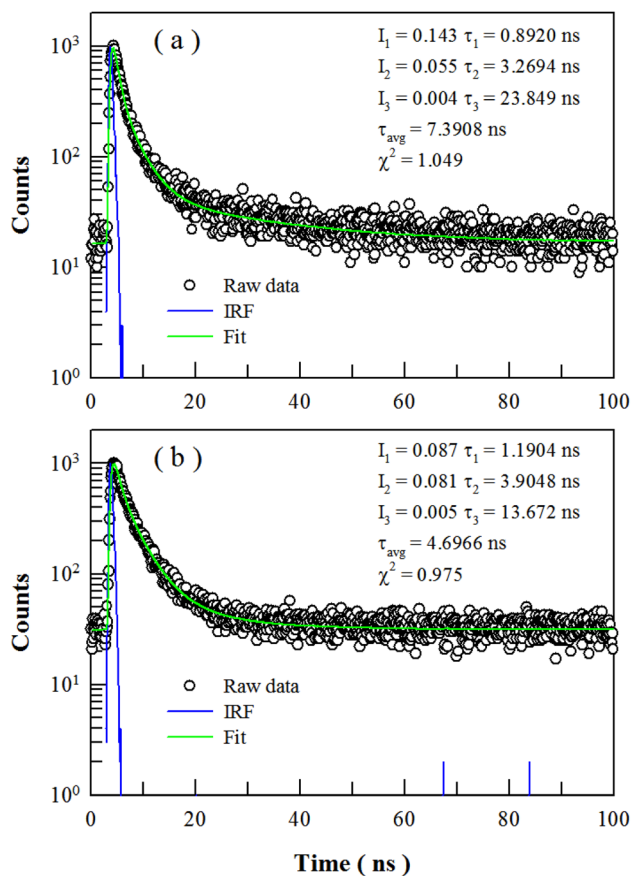 ( a )
I₁ = 0.143 τ₁ = 0.8920 ns
I₂ = 0.055 τ₂ = 3.2694 ns
I₃ = 0.004 τ₃ = 23.849 ns
τavg = 7.3908 ns
χ² = 1.049
10³
10²
10¹
10⁰
Counts
Raw data
IRF
Fit
0 20 40 60 80 100
( b )
I₁ = 0.087 τ₁ = 1.1904 ns
I₂ = 0.081 τ₂ = 3.9048 ns
I₃ = 0.005 τ₃ = 13.672 ns
τavg = 4.6966 ns
χ² = 0.975
10³
10²
10¹
10⁰
Counts
Raw data
IRF
Fit
0 20 40 60 80 100
Time ( ns )